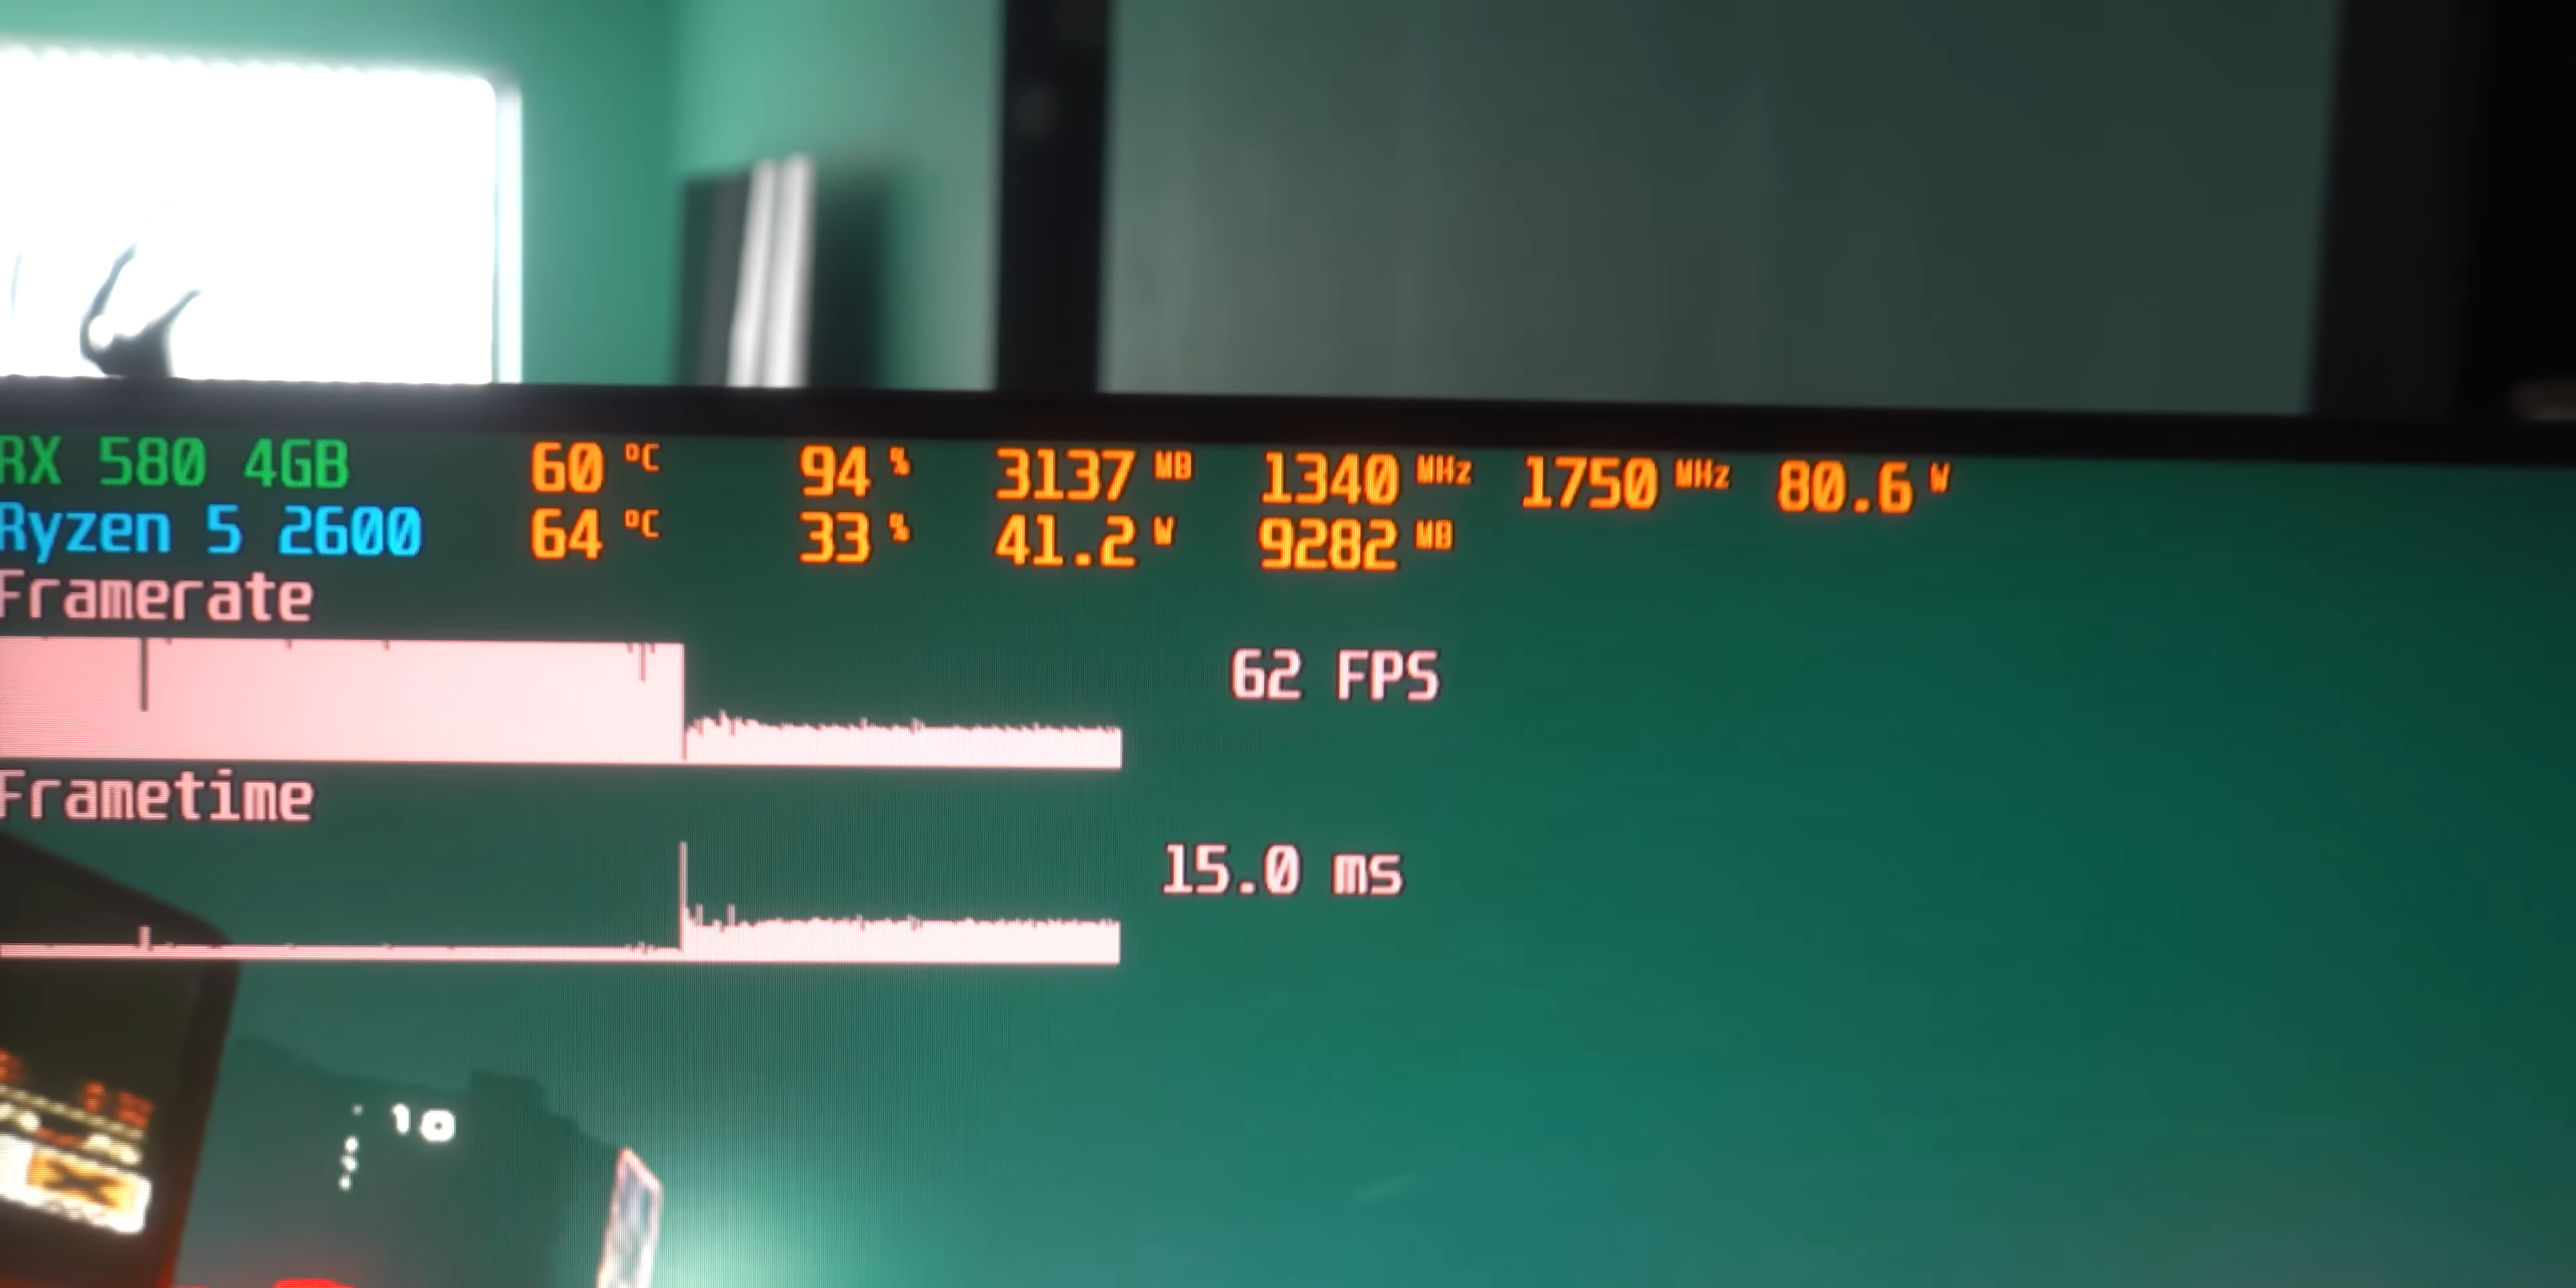 RX 580 4GB 60 °C 94 % 3137 MB 1340 MHz 1750 MHz 80.6 W
Ryzen 5 2600 64 °C 33 % 41.2 W 9282 MB
Framerate
62 FPS
Frametime
15.0 ms
10